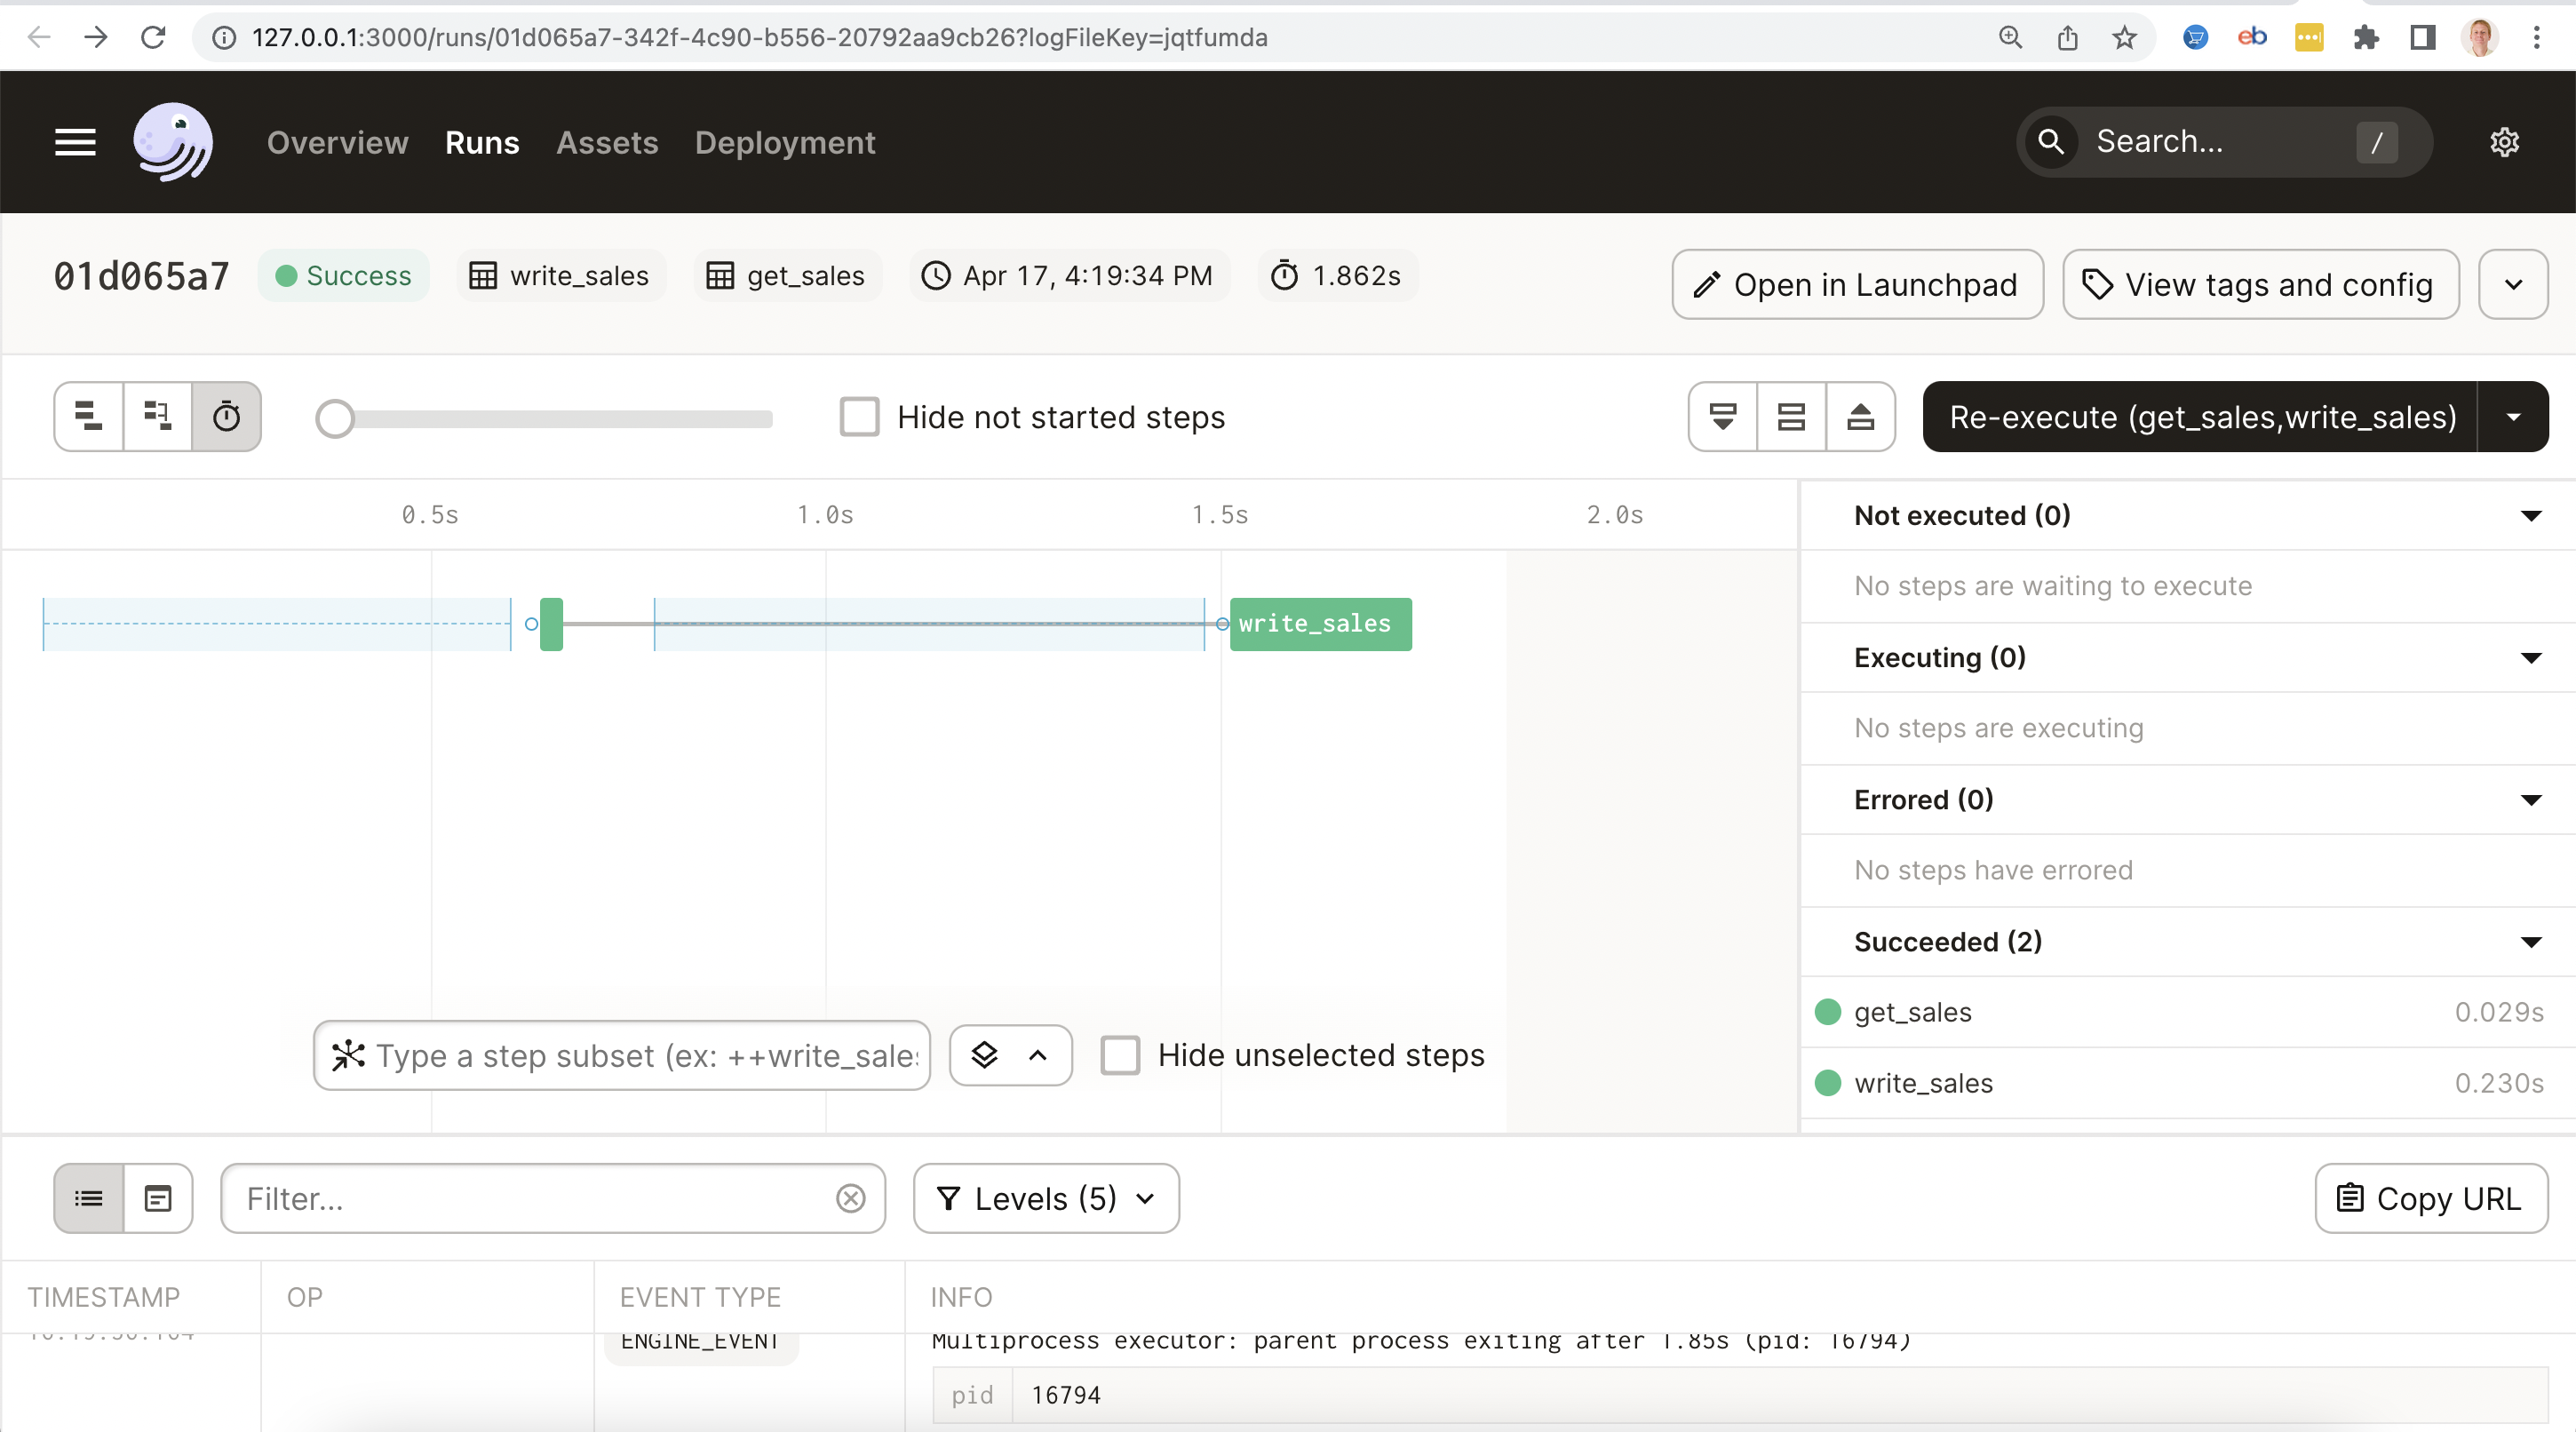 127.0.0.1:3000/runs/01d065a7-342f-4c90-b556-20792aa9cb26?logFileKey=jqtfumda
eb
Overview Runs Assets Deployment
Search... /
01d065a7 Success write_sales get_sales Apr 17, 4:19:34 PM 1.862s
Open in Launchpad View tags and config
Hide not started steps
Re-execute (get_sales,write_sales)
0.5s 1.0s 1.5s 2.0s
write_sales
Not executed (0)
No steps are waiting to execute
Executing (0)
No steps are executing
Errored (0)
No steps have errored
Succeeded (2)
get_sales 0.029s
write_sales 0.230s
Type a step subset (ex: ++write_sales
Hide unselected steps
Filter...
Levels (5)
Copy URL
TIMESTAMP OP EVENT TYPE INFO
ENGINE_EVENT Multiprocess executor: parent process exiting after 1.85s (pid: 16794)
pid 16794